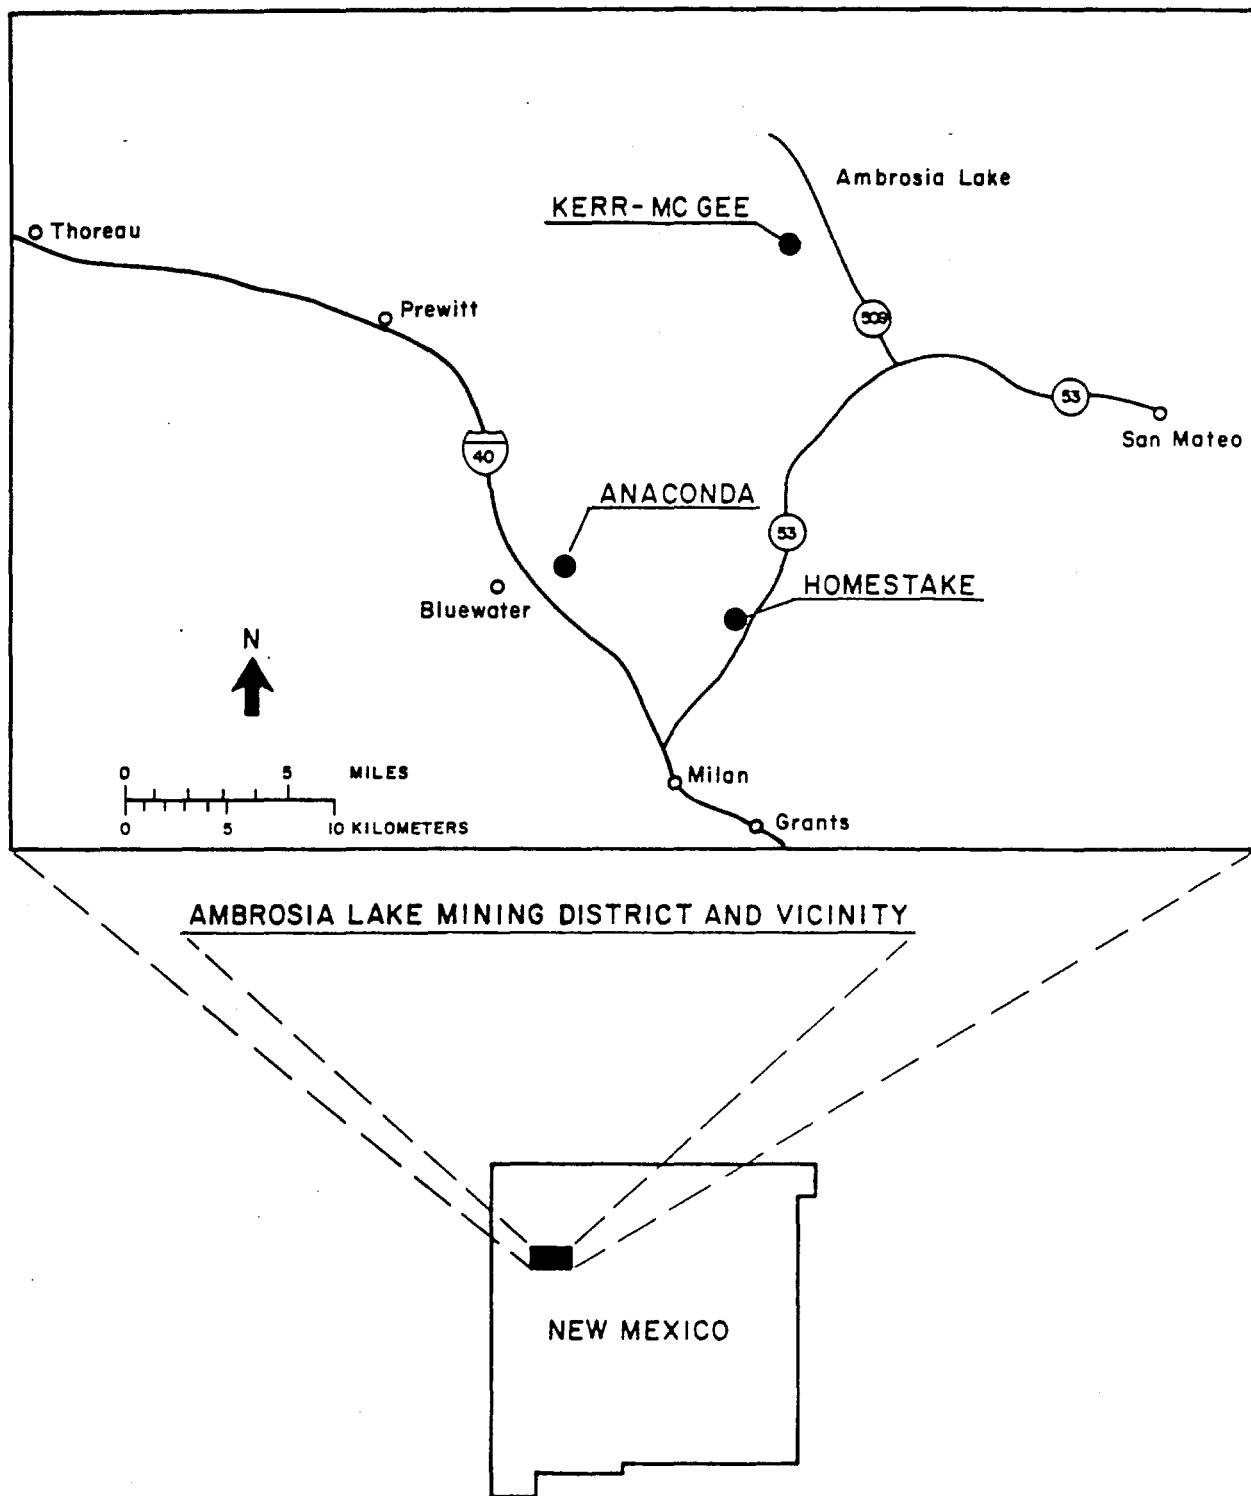 Ambrosia Lake
KERR-MC GEE
Thoreau
Prewitt
509
53
San Mateo
40
ANACONDA
53
HOMESTAKE
Bluewater
N
0 5 MILES
0 5 10 KILOMETERS
Milan
Grants
AMBROSIA LAKE MINING DISTRICT AND VICINITY
NEW MEXICO